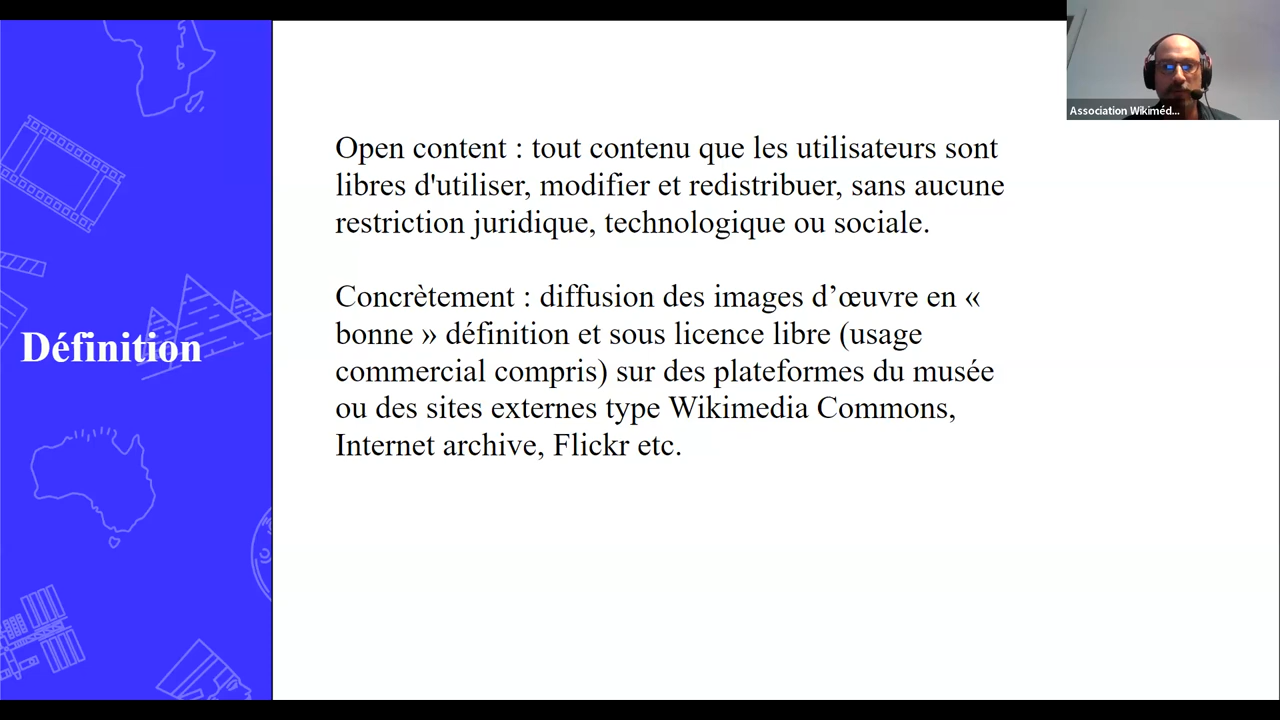 Association Wikiméd...
Définition
Open content : tout contenu que les utilisateurs sont
libres d'utiliser, modifier et redistribuer, sans aucune
restriction juridique, technologique ou sociale.
Concrètement : diffusion des images d’œuvre en «
bonne » définition et sous licence libre (usage
commercial compris) sur des plateformes du musée
ou des sites externes type Wikimedia Commons,
Internet archive, Flickr etc.